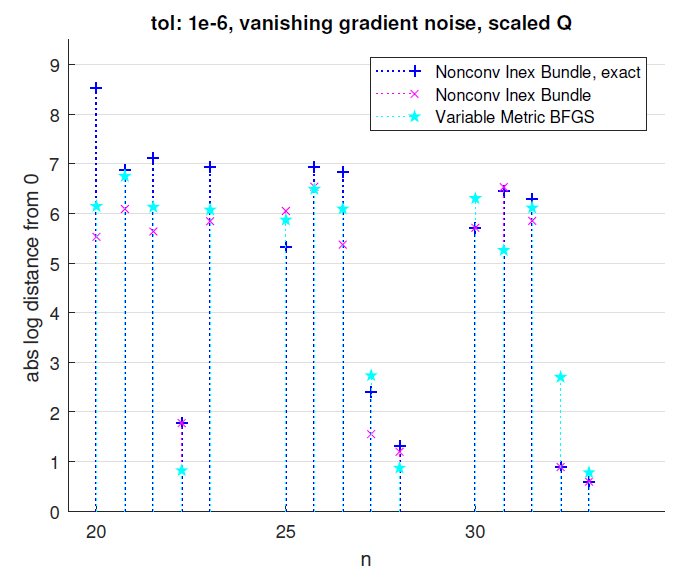 tol: 1e-6, vanishing gradient noise, scaled Q
Nonconv Inex Bundle, exact
Nonconv Inex Bundle
Variable Metric BFGS
abs log distance from 0
9
8
7
6
5
4
3
2
1
0
20
25
30
n